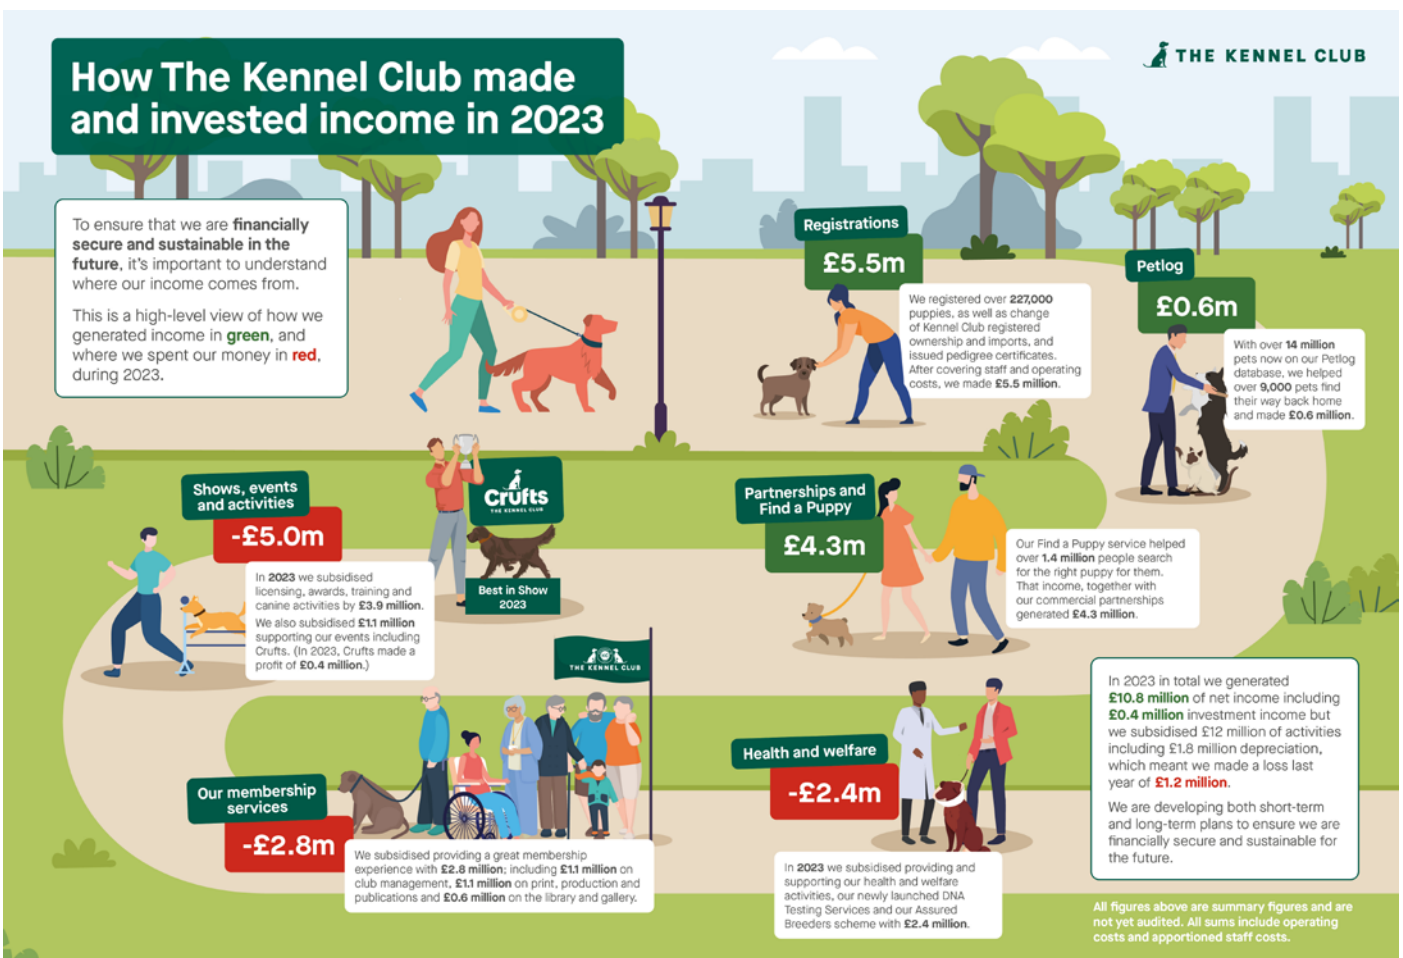 How The Kennel Club made
and invested income in 2023
THE KENNEL CLUB
To ensure that we are financially
secure and sustainable in the
future, it's important to understand
where our income comes from.
This is a high-level view of how we
generated income in green, and
where we spent our money in red,
during 2023.
Registrations
£5.5m
We registered over 227,000
puppies, as well as change
of Kennel Club registered
ownership and imports, and
issued pedigree certificates.
After covering staff and operating
costs, we made £5.5 million.
Petlog
£0.6m
With over 14 million
pets now on our Petlog
database, we helped
over 9,000 pets find
their way back home
and made £0.6 million.
Shows, events
and activities
-£5.0m
In 2023 we subsidised
licensing, awards, training and
canine activities by £3.9 million.
We also subsidised £1.1 million
supporting our events including
Crufts. (In 2023, Crufts made a
profit of £0.4 million.)
Crufts
THE KENNEL CLUB
Best in Show
2023
Partnerships and
Find a Puppy
£4.3m
Our Find a Puppy service helped
over 1.4 million people search
for the right puppy for them.
That income, together with
our commercial partnerships
generated £4.3 million.
THE KENNEL CLUB
Our membership
services
-£2.8m
We subsidised providing a great membership
experience with £2.8 million; including £1.1 million on
club management, £1.1 million on print, production and
publications and £0.6 million on the library and gallery.
Health and welfare
-£2.4m
In 2023 we subsidised providing and
supporting our health and welfare
activities, our newly launched DNA
Testing Services and our Assured
Breeders scheme with £2.4 million.
In 2023 in total we generated
£10.8 million of net income including
£0.4 million investment income but
we subsidised £12 million of activities
including £1.8 million depreciation,
which meant we made a loss last
year of £1.2 million.
We are developing both short-term
and long-term plans to ensure we are
financially secure and sustainable for
the future.
All figures above are summary figures and are
not yet audited. All sums include operating
costs and apportioned staff costs.